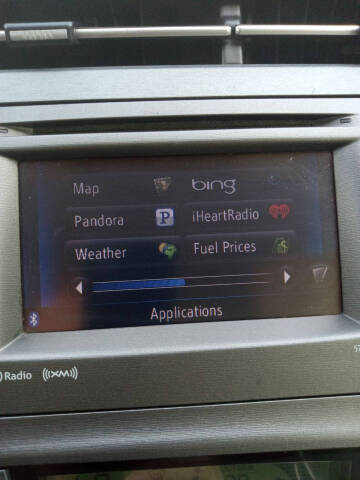 Map bing
Pandora P iHeartRadio
Weather Fuel Prices
Applications
Radio ((XM))